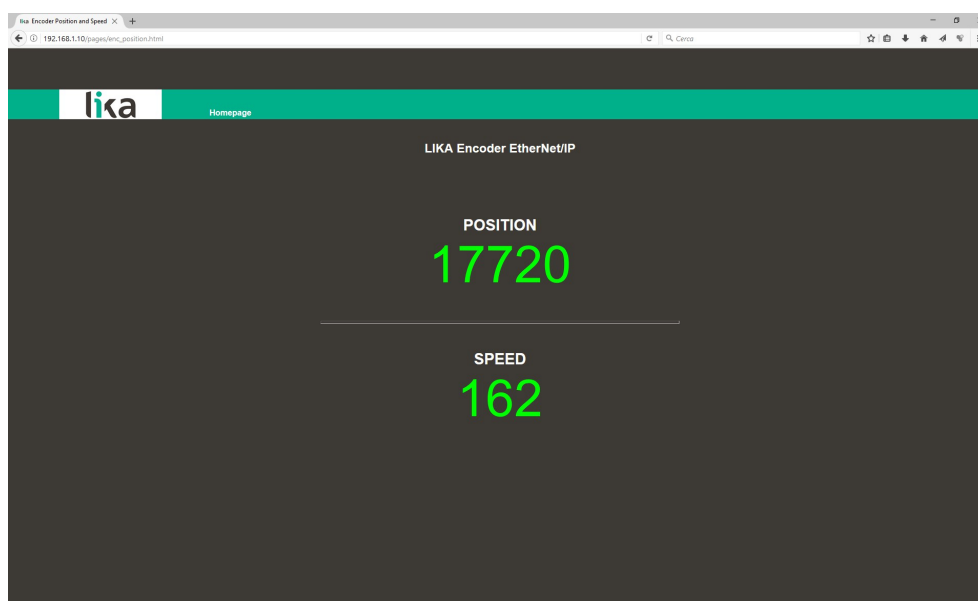 lika Encoder Position and Speed
192.168.1.10/pages/enc_position.html
Cerca
lika
Homepage
LIKA Encoder EtherNet/IP
POSITION
17720
SPEED
162